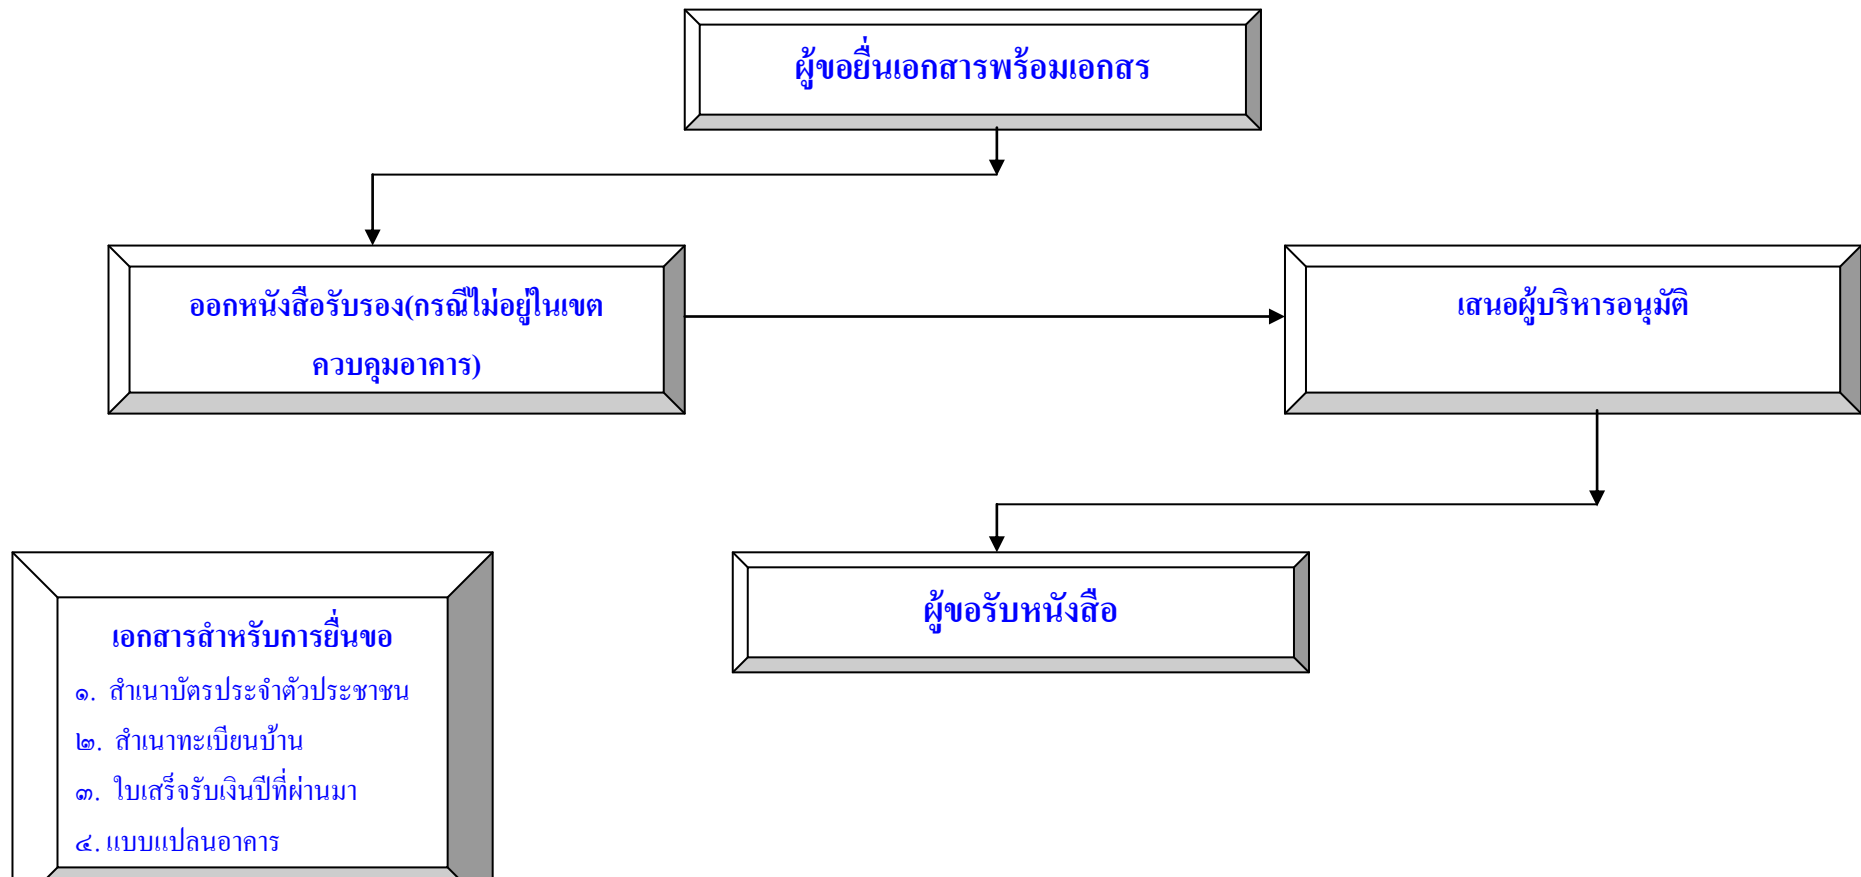 ผู้ขอยื่นเอกสารพร้อมเอกสร
ออกหนังสือรับรอง(กรณีไม่อยู่ในเขต
ควบคุมอาคาร)
เสนอผู้บริหารอนุมัติ
ผู้ขอรับหนังสือ
เอกสารสำหรับการยื่นขอ
๑. สำเนาบัตรประจำตัวประชาชน
๒. สำเนาทะเบียนบ้าน
๓. ใบเสร็จรับเงินปีที่ผ่านมา
๔. แบบแปลนอาคาร